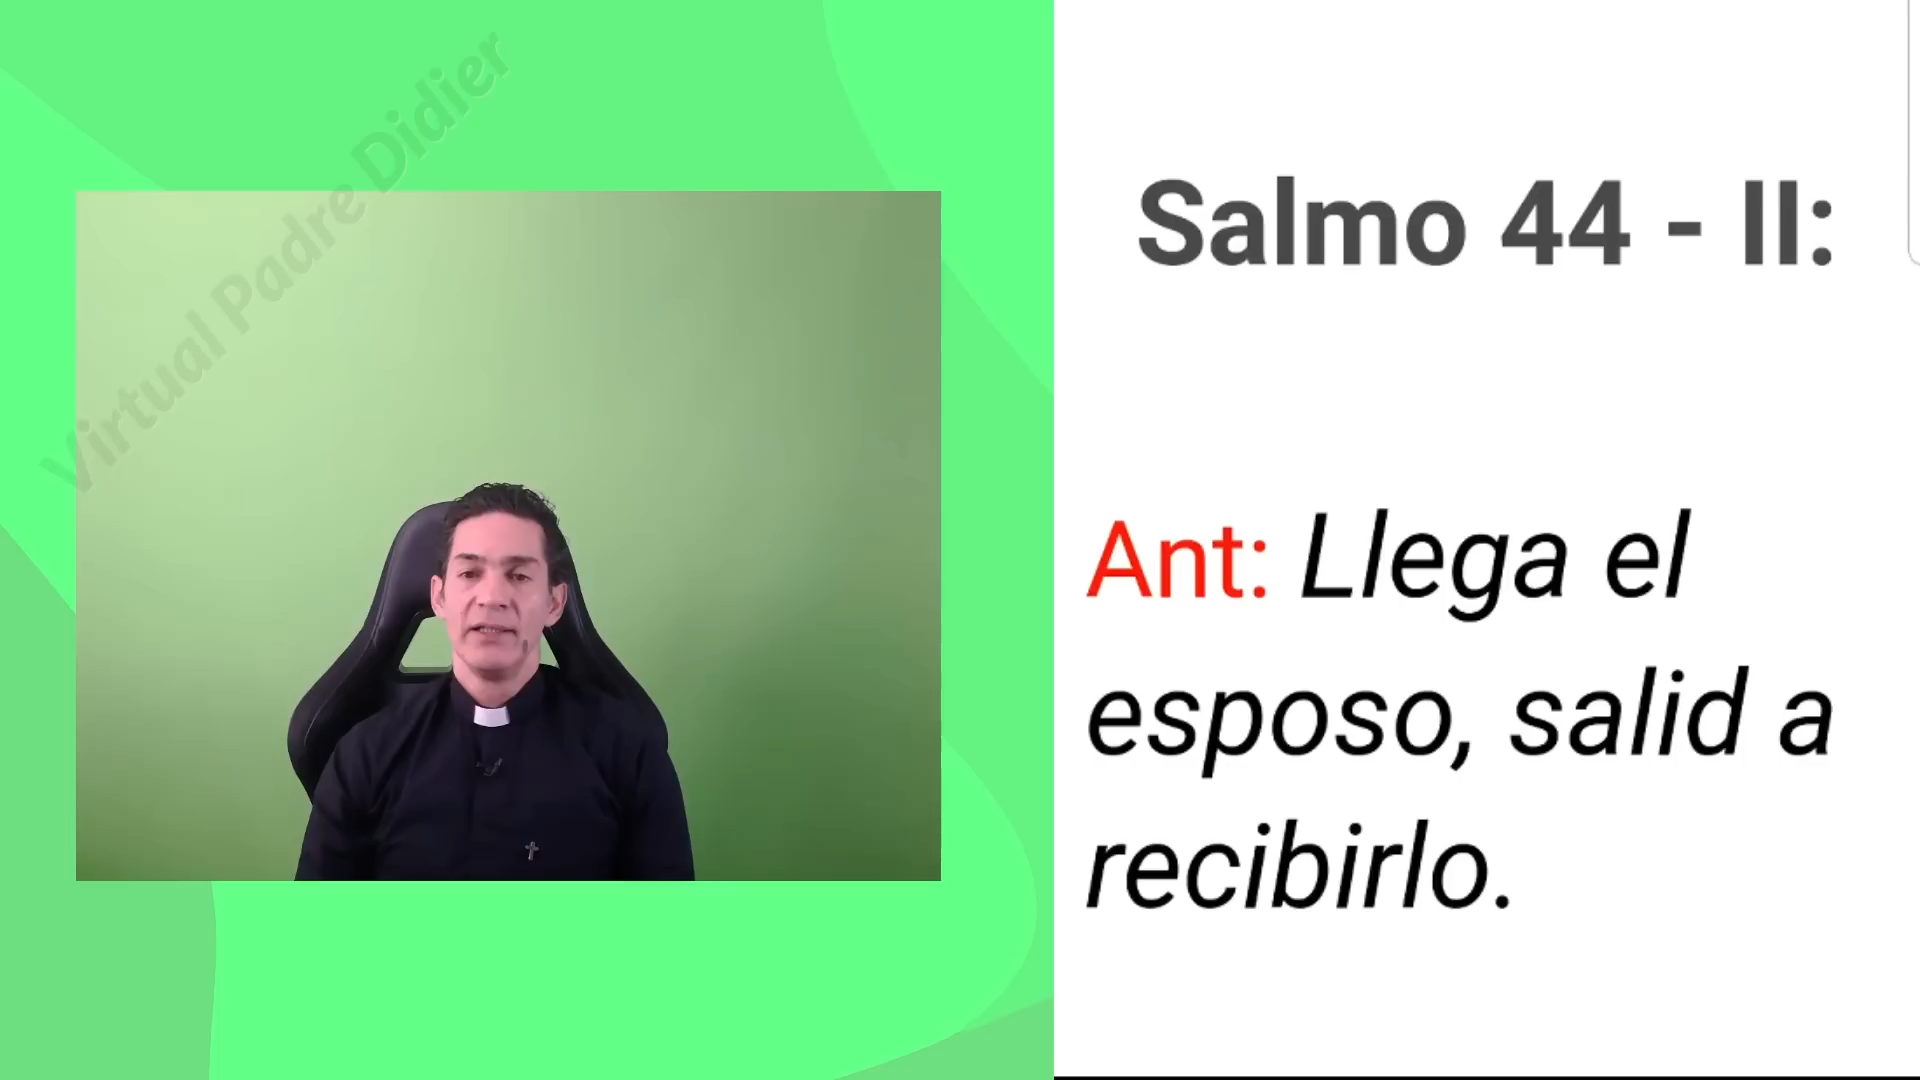 Virtual Padre Didier
Salmo 44 - II:
Ant: Llega el
esposo, salid a
recibirlo.